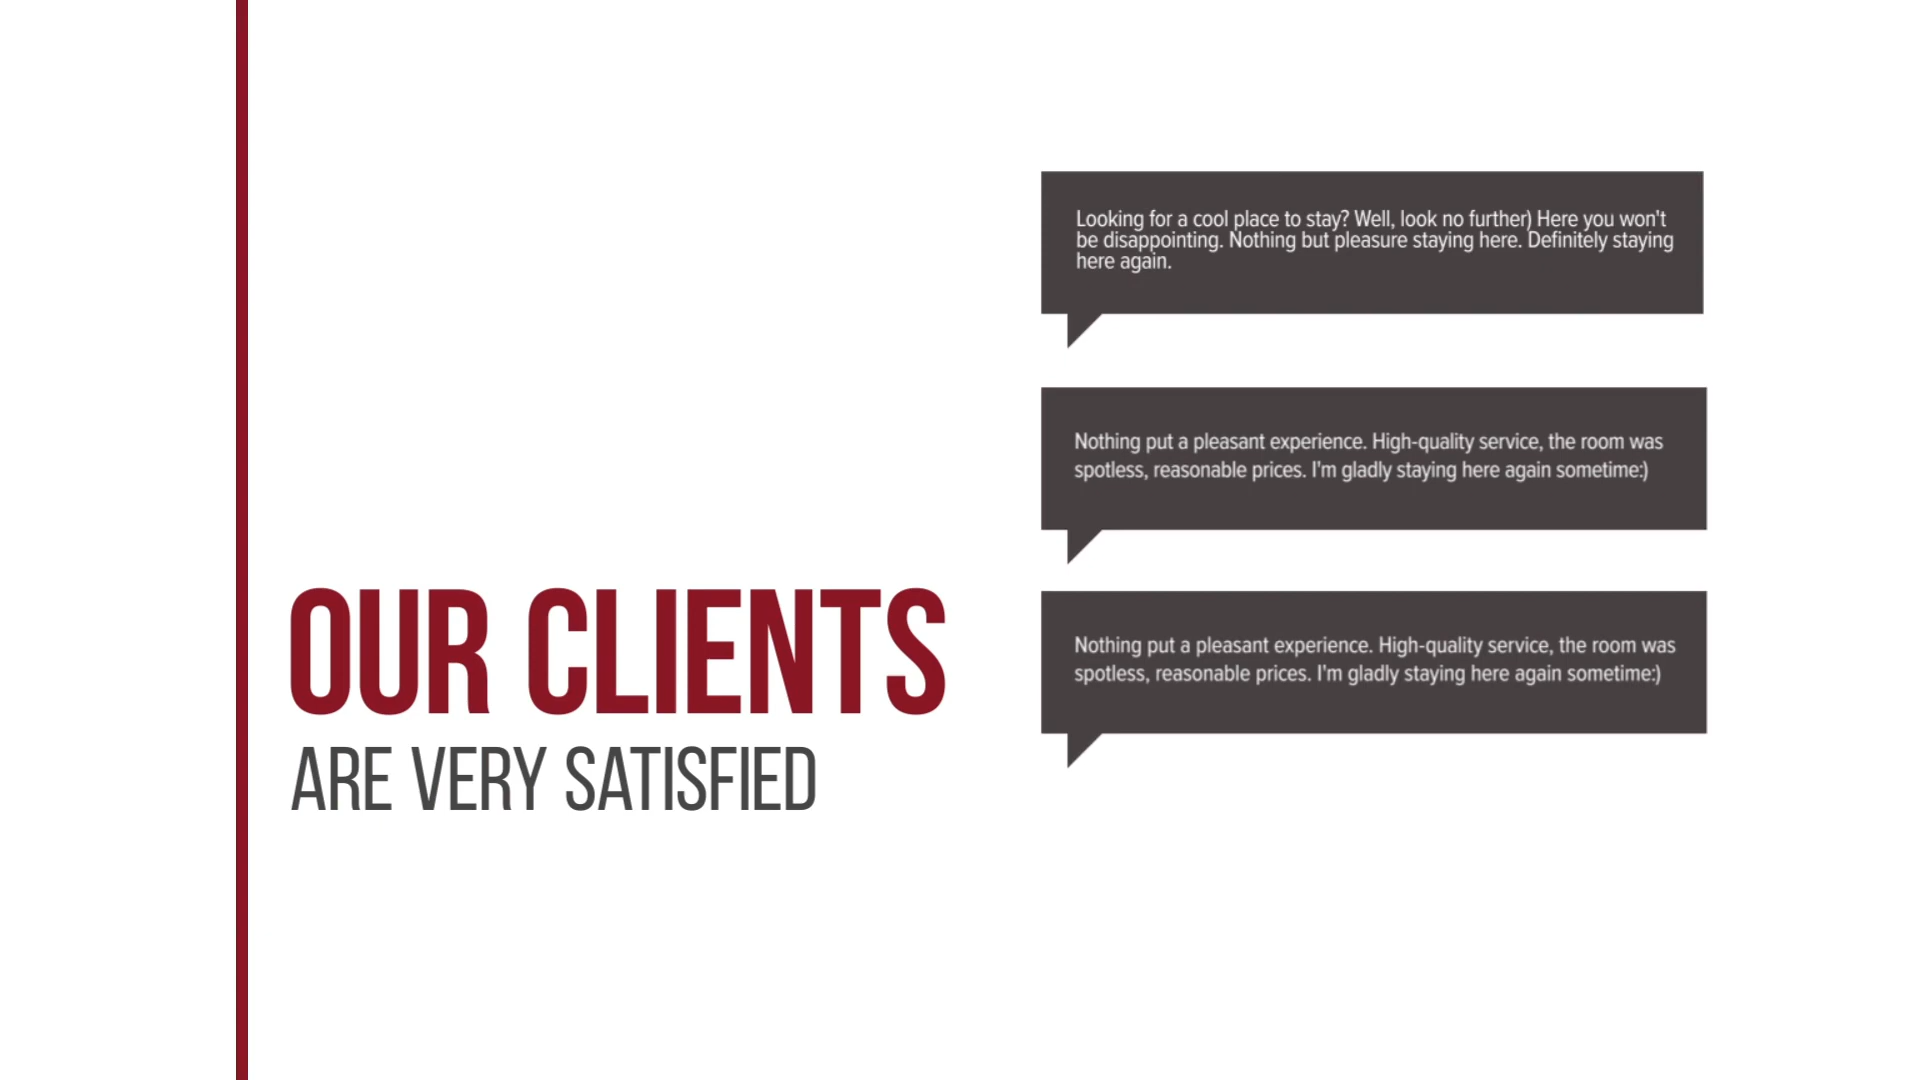 OUR CLIENTS
ARE VERY SATISFIED
Looking for a cool place to stay? Well, look no further) Here you won't
be disappointing. Nothing but pleasure staying here. Definitely staying
here again.
Nothing put a pleasant experience. High-quality service, the room was
spotless, reasonable prices. I'm gladly staying here again sometime:)
Nothing put a pleasant experience. High-quality service, the room was
spotless, reasonable prices. I'm gladly staying here again sometime:)